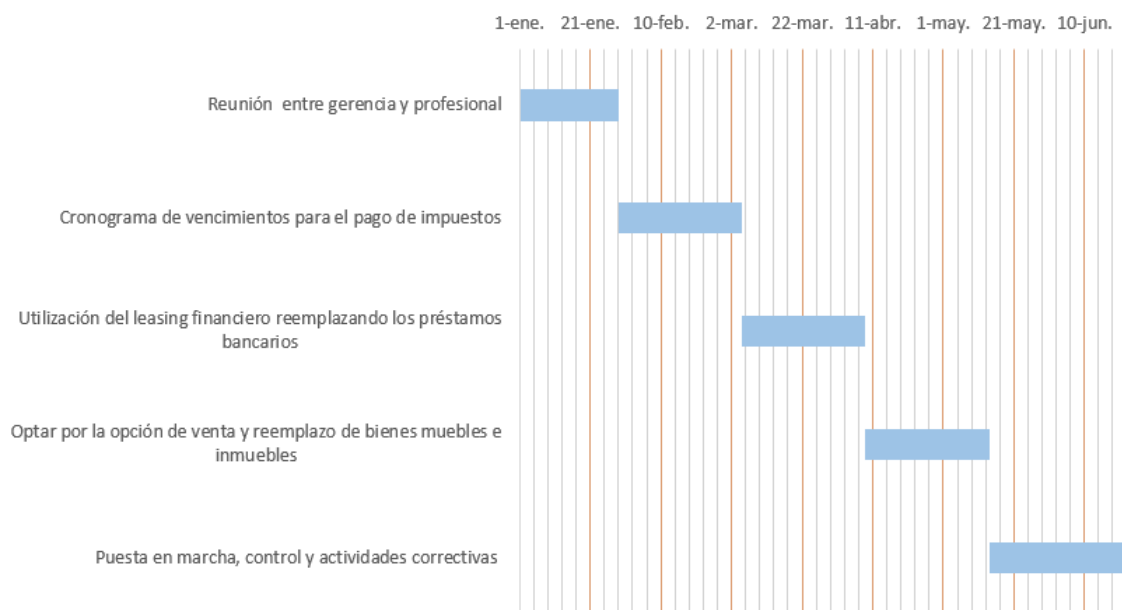 1-ene. 21-ene. 10-feb. 2-mar. 22-mar. 11-abr. 1-may. 21-may. 10-jun.
Reunión entre gerencia y profesional
Cronograma de vencimientos para el pago de impuestos
Utilización del leasing financiero reemplazando los préstamos
bancarios
Optar por la opción de venta y reemplazo de bienes muebles e
inmuebles
Puesta en marcha, control y actividades correctivas